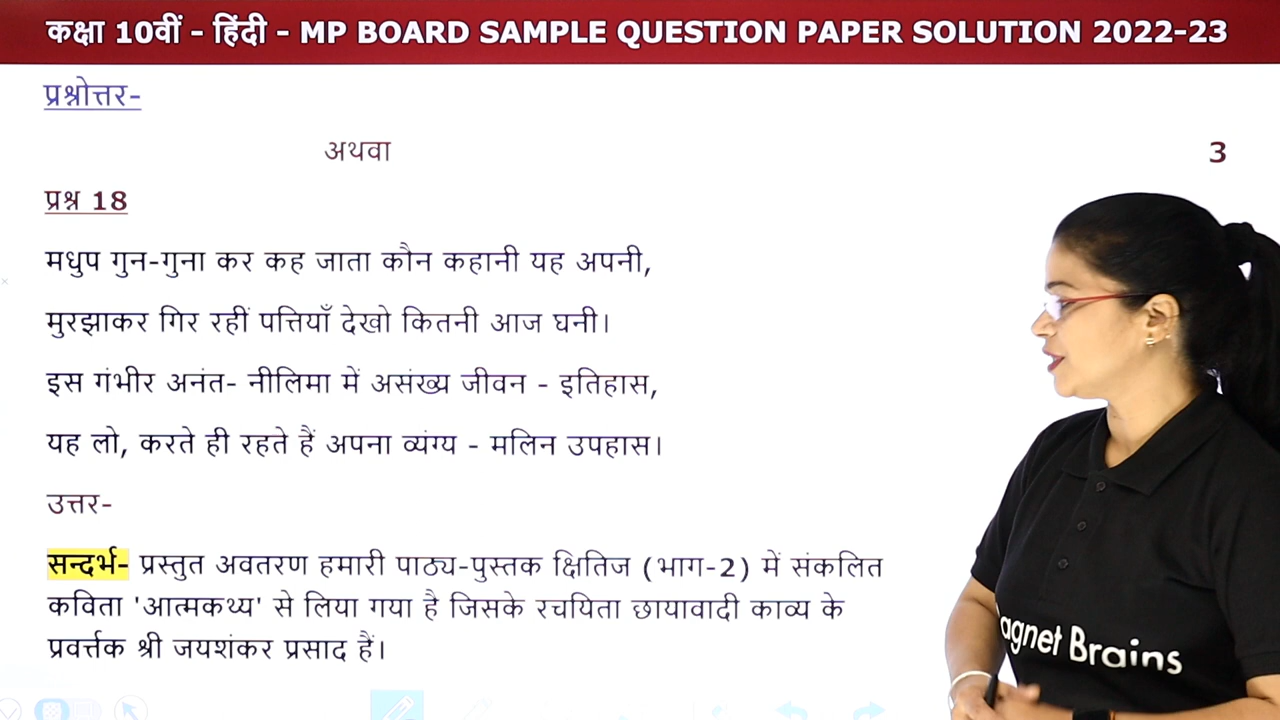 कक्षा 10वीं - हिंदी - MP BOARD SAMPLE QUESTION PAPER SOLUTION 2022-23
प्रश्नोत्तर-
अथवा 3
प्रश्न 18
मधुप गुन-गुना कर कह जाता कौन कहानी यह अपनी,
मुरझाकर गिर रहीं पत्तियाँ देखो कितनी आज घनी।
इस गंभीर अनंत- नीलिमा में असंख्य जीवन - इतिहास,
यह लो, करते ही रहते हैं अपना व्यंग्य - मलिन उपहास।
उत्तर-
सन्दर्भ- प्रस्तुत अवतरण हमारी पाठ्य-पुस्तक क्षितिज (भाग-2) में संकलित
कविता 'आत्मकथ्य' से लिया गया है जिसके रचयिता छायावादी काव्य के
प्रवर्त्तक श्री जयशंकर प्रसाद हैं।
agnet Brains